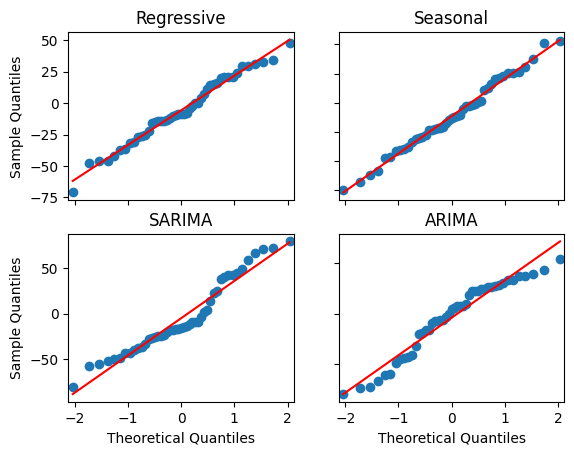 Regressive
Seasonal
Sample Quantiles
50
25
0
−25
−50
−75
SARIMA
ARIMA
Sample Quantiles
50
0
−50
−2 −1 0 1 2
−2 −1 0 1 2
Theoretical Quantiles
Theoretical Quantiles